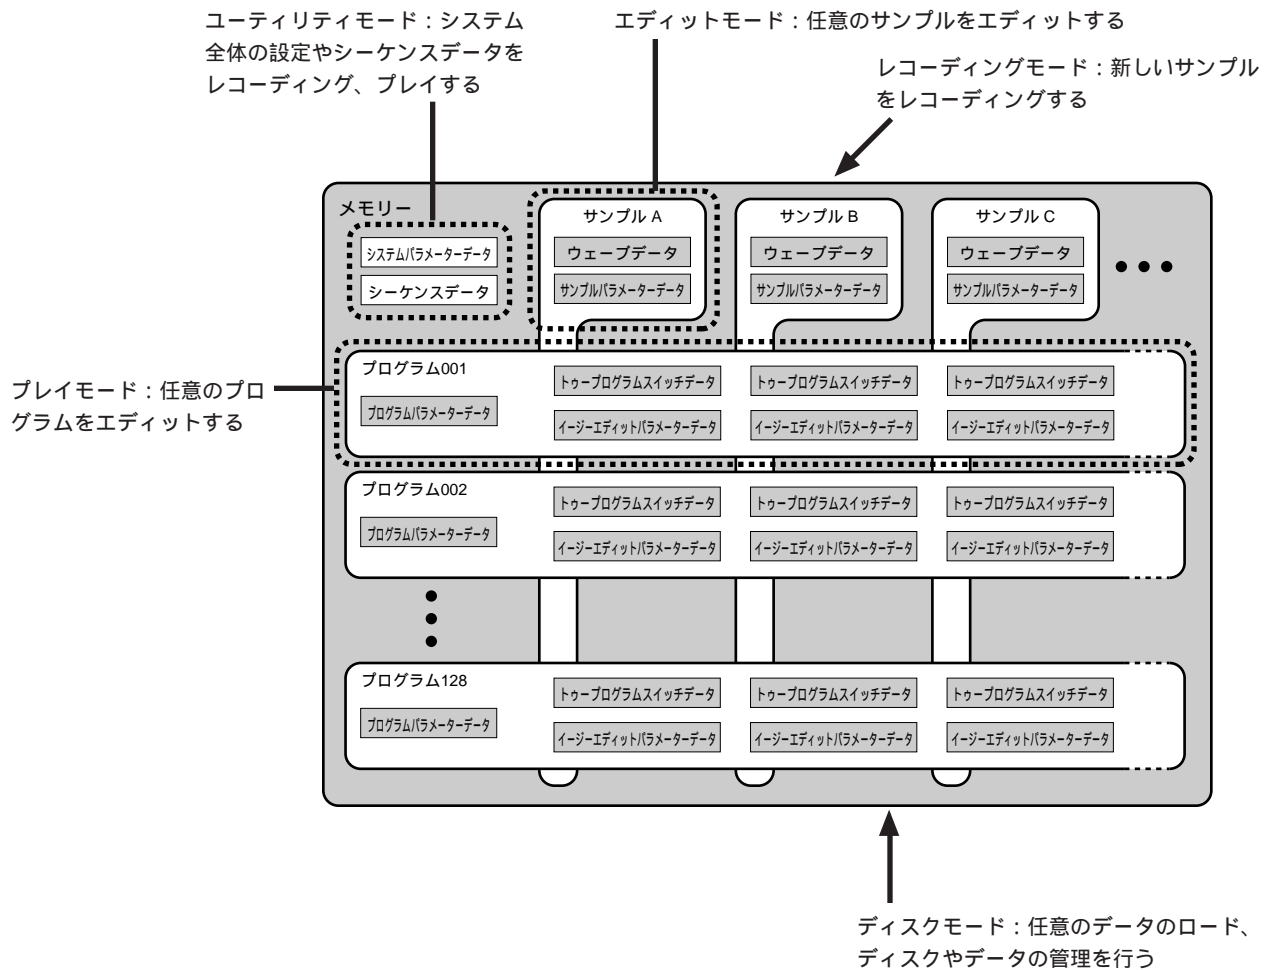 ユーティリティモード：システム
全体の設定やシーケンスデータを
レコーディング、プレイする
エディットモード：任意のサンプルをエディットする
レコーディングモード：新しいサンプル
をレコーディングする
メモリー
システムパラメーターデータ
シーケンスデータ
サンプル A
ウェーブデータ
サンプルパラメーターデータ
サンプル B
ウェーブデータ
サンプルパラメーターデータ
サンプル C
ウェーブデータ
サンプルパラメーターデータ
プレイモード：任意のプロ
グラムをエディットする
プログラム001
プログラムパラメーターデータ
トゥープログラムスイッチデータ
トゥープログラムスイッチデータ
トゥープログラムスイッチデータ
イージーエディットパラメーターデータ
イージーエディットパラメーターデータ
イージーエディットパラメーターデータ
プログラム002
プログラムパラメーターデータ
トゥープログラムスイッチデータ
トゥープログラムスイッチデータ
トゥープログラムスイッチデータ
イージーエディットパラメーターデータ
イージーエディットパラメーターデータ
イージーエディットパラメーターデータ
プログラム128
プログラムパラメーターデータ
トゥープログラムスイッチデータ
トゥープログラムスイッチデータ
トゥープログラムスイッチデータ
イージーエディットパラメーターデータ
イージーエディットパラメーターデータ
イージーエディットパラメーターデータ
ディスクモード：任意のデータのロード、
ディスクやデータの管理を行う